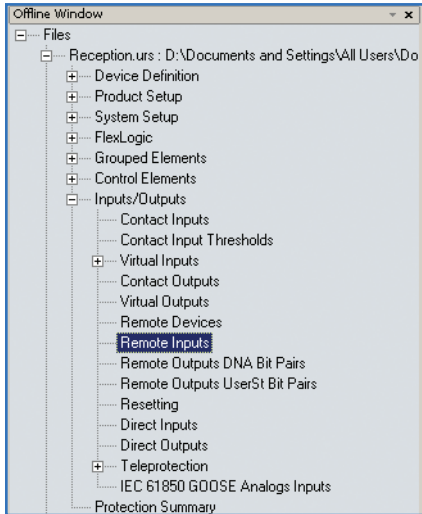 Offline Window
Files
Reception.urs : D:\Documents and Settings\All Users\Do
Device Definition
Product Setup
System Setup
FlexLogic
Grouped Elements
Control Elements
Inputs/Outputs
Contact Inputs
Contact Input Thresholds
Virtual Inputs
Contact Outputs
Virtual Outputs
Remote Devices
Remote Inputs
Remote Outputs DNA Bit Pairs
Remote Outputs UserSt Bit Pairs
Resetting
Direct Inputs
Direct Outputs
Teleprotection
IEC 61850 GOOSE Analogs Inputs
Protection Summary